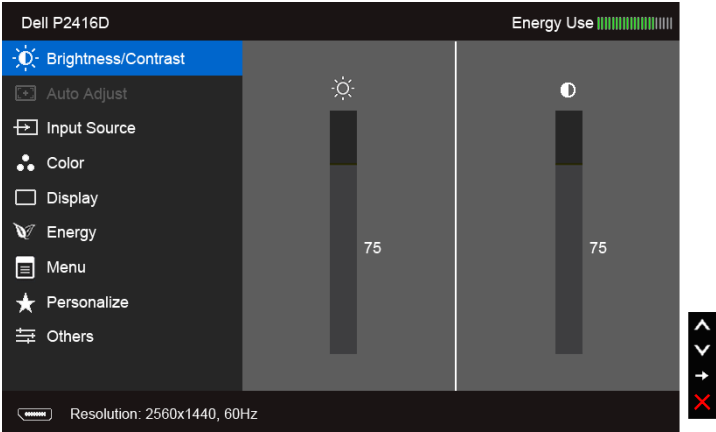 Dell P2416D
Energy Use
Brightness/Contrast
Auto Adjust
Input Source
Color
Display
Energy
Menu
Personalize
Others
75
75
Resolution: 2560x1440, 60Hz